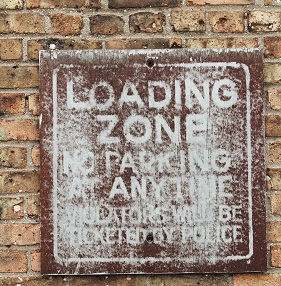 LOADING
ZONE
NO PARKING
AT ANY TIME
VIOLATORS WILL BE
TICKETED BY POLICE